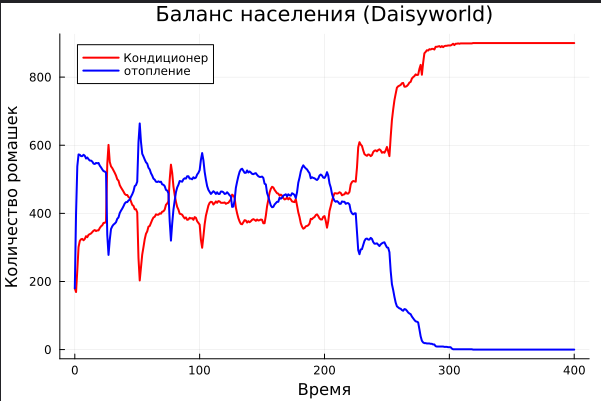 Баланс населения (Daisyworld)
Кондиционер
отопление
Количество ромашек
800
600
400
200
0
0 100 200 300 400
Время